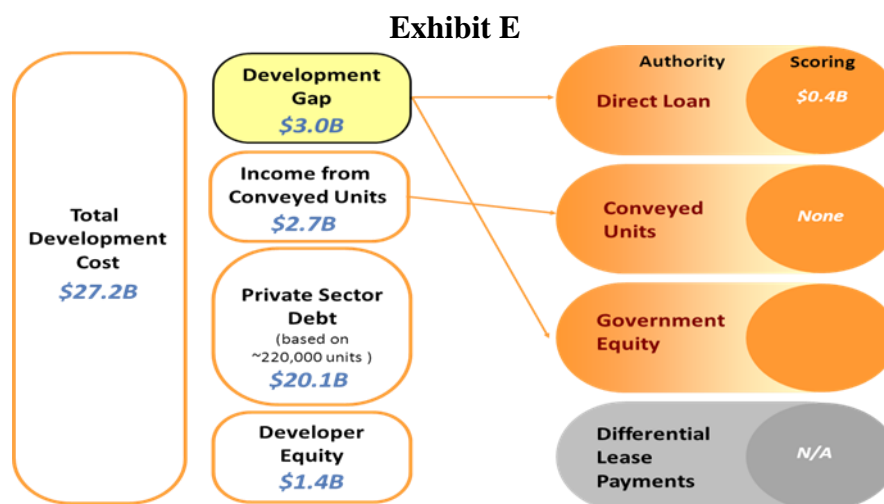 Exhibit E
Total
Development
Cost
$27.2B
Development
Gap
$3.0B
Income from
Conveyed Units
$2.7B
Private Sector
Debt
(based on
~220,000 units )
$20.1B
Developer
Equity
$1.4B
Authority
Scoring
Direct Loan
$0.4B
Conveyed
Units
None
Government
Equity
Differential
Lease
Payments
N/A